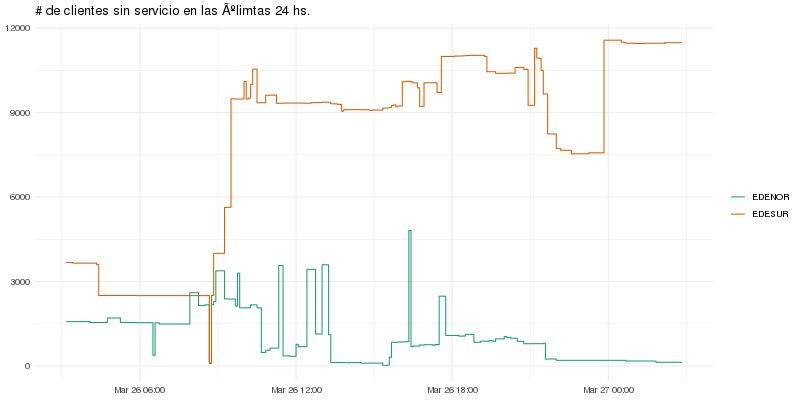 # de clientes sin servicio en las Ãºlimtas 24 hs.
12000
9000
6000
3000
0
Mar 26 06:00
Mar 26 12:00
Mar 26 18:00
Mar 27 00:00
EDENOR
EDESUR